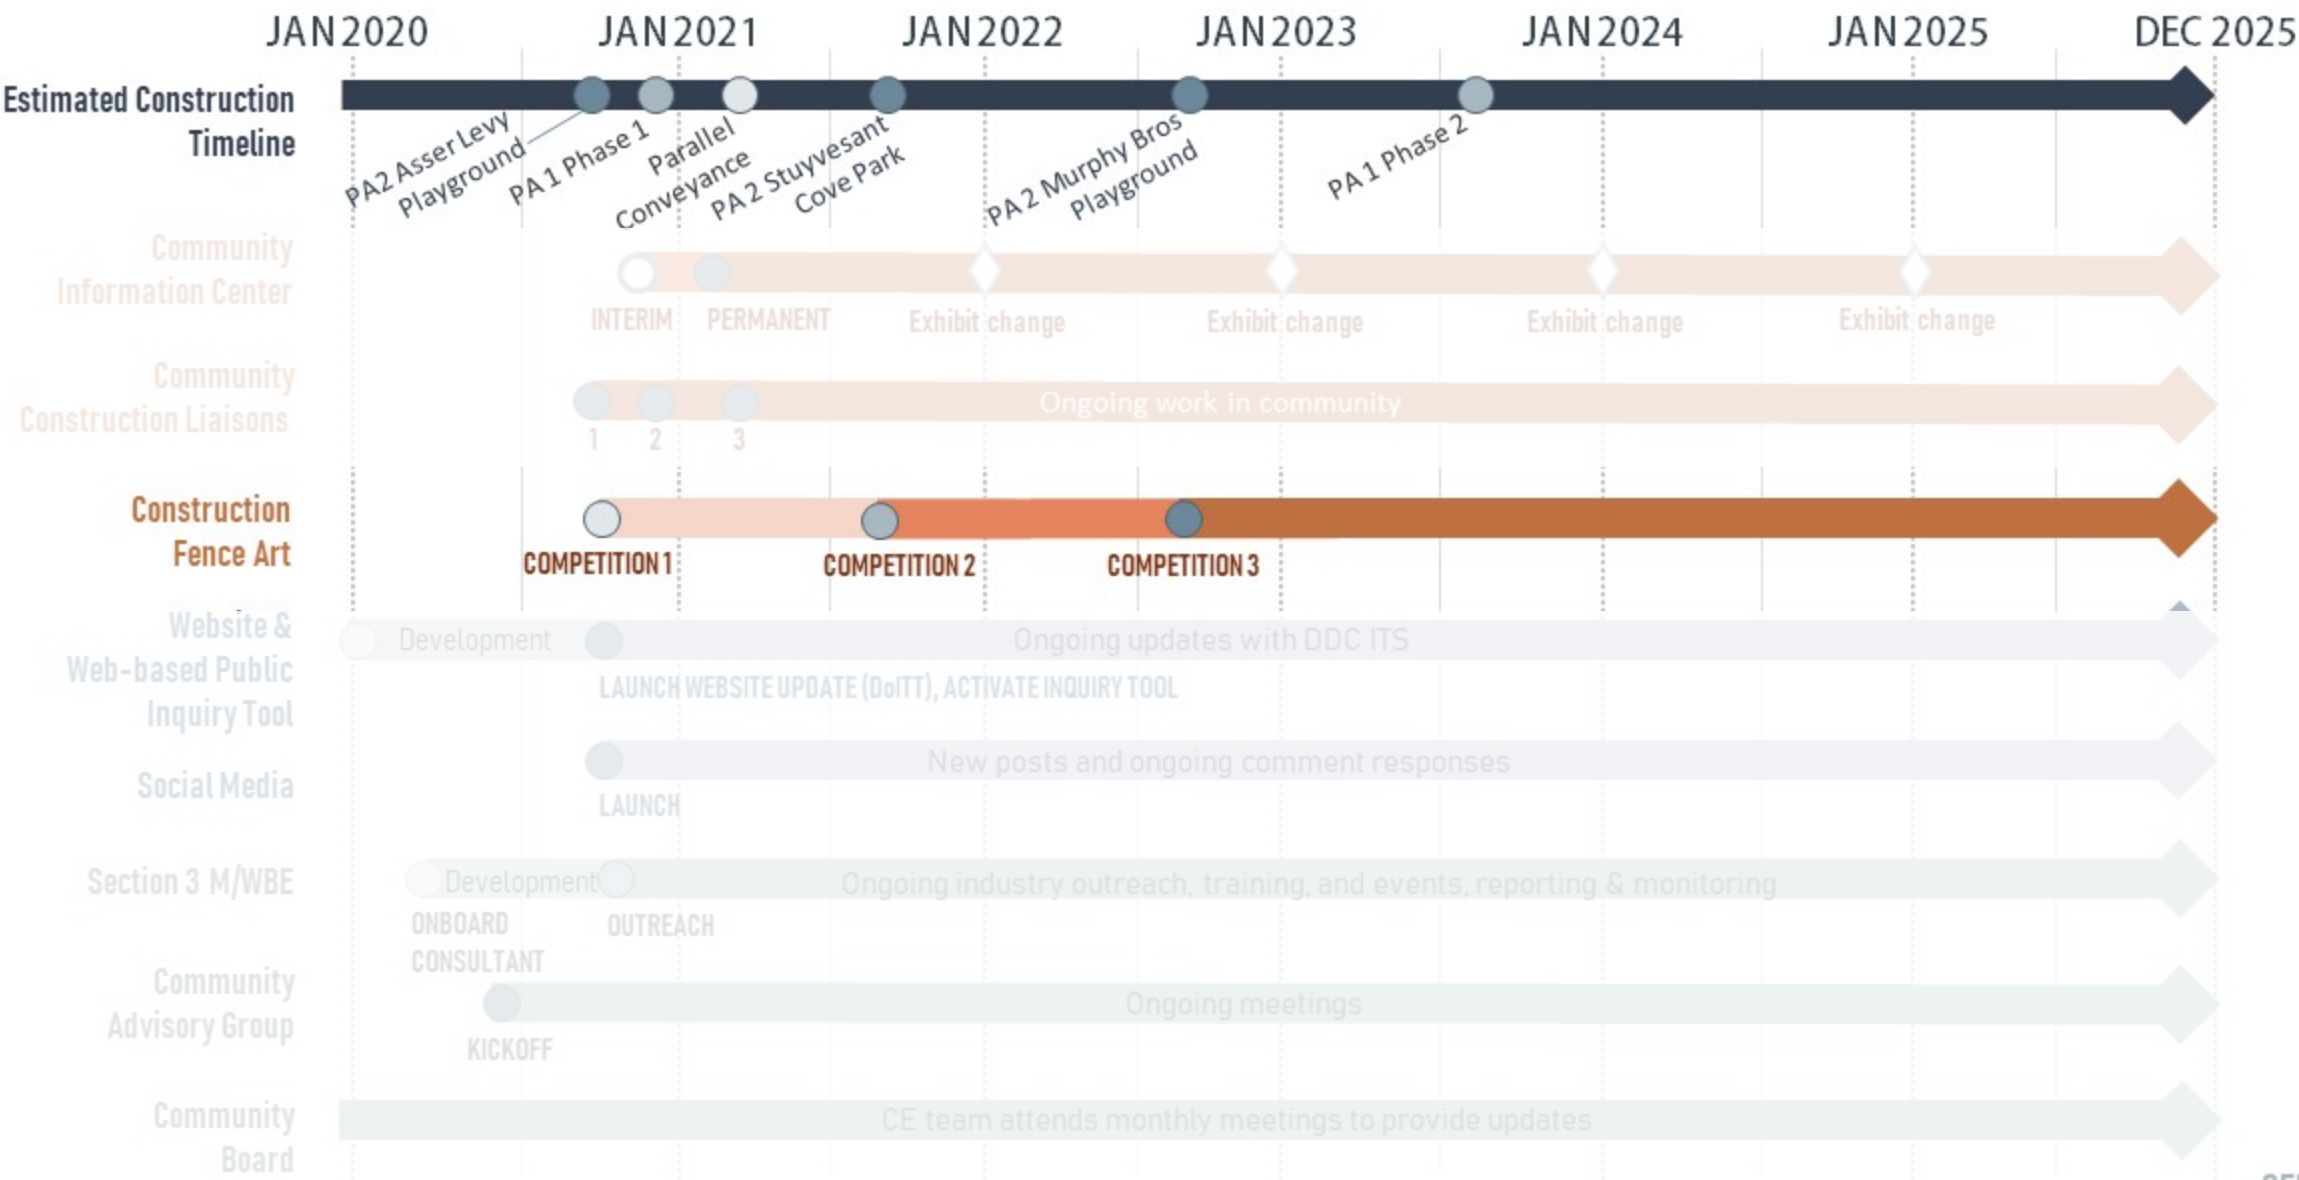 JAN 2020 JAN 2021 JAN 2022 JAN 2023 JAN 2024 JAN 2025 DEC 2025
Estimated Construction
Timeline
PA2 Asser Levy
Playground
PA 1 Phase 1
Parallel
Conveyance
PA 2 Stuyvesant
Cove Park
PA 2 Murphy Bros
Playground
PA 1 Phase 2
Community
Information Center
INTERIM PERMANENT Exhibit change Exhibit change Exhibit change Exhibit change
Community
Construction Liaisons
Ongoing work in community
1 2 3
Construction
Fence Art
COMPETITION 1 COMPETITION 2 COMPETITION 3
Website &
Web-based Public
Inquiry Tool
Development Ongoing updates with DDC ITS
LAUNCH WEBSITE UPDATE (DoITT), ACTIVATE INQUIRY TOOL
Social Media
New posts and ongoing comment responses
LAUNCH
Section 3 M/WBE
Development Ongoing industry outreach, training, and events, reporting & monitoring
ONBOARD
CONSULTANT
OUTREACH
Community
Advisory Group
Ongoing meetings
KICKOFF
Community
Board
CE team attends monthly meetings to provide updates